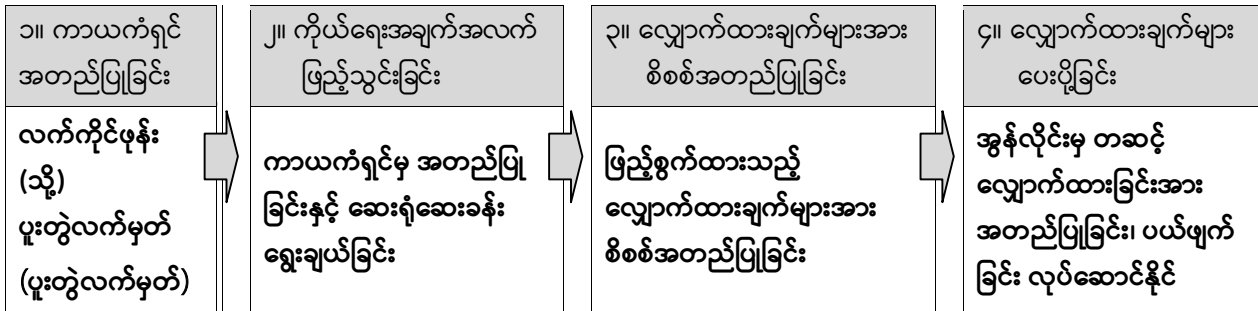 ၁။ ကာယကံရှင်
အတည်ပြုခြင်း
လက်ကိုင်ဖုန်း
(သို့)
ပူးတွဲလက်မှတ်
(ပူးတွဲလက်မှတ်)
၂။ ကိုယ်ရေးအချက်အလက်
ဖြည့်သွင်းခြင်း
ကာယကံရှင်မှ အတည်ပြု
ခြင်းနှင့် ဆေးရုံဆေးခန်း
ရွေးချယ်ခြင်း
၃။ လျှောက်ထားချက်များအား
စိစစ်အတည်ပြုခြင်း
ဖြည့်စွက်ထားသည့်
လျှောက်ထားချက်များအား
စိစစ်အတည်ပြုခြင်း
၄။ လျှောက်ထားချက်များ
ပေးပို့ခြင်း
အွန်လိုင်းမှ တဆင့်
လျှောက်ထားခြင်းအား
အတည်ပြုခြင်း၊ ပယ်ဖျက်
ခြင်း လုပ်ဆောင်နိုင်